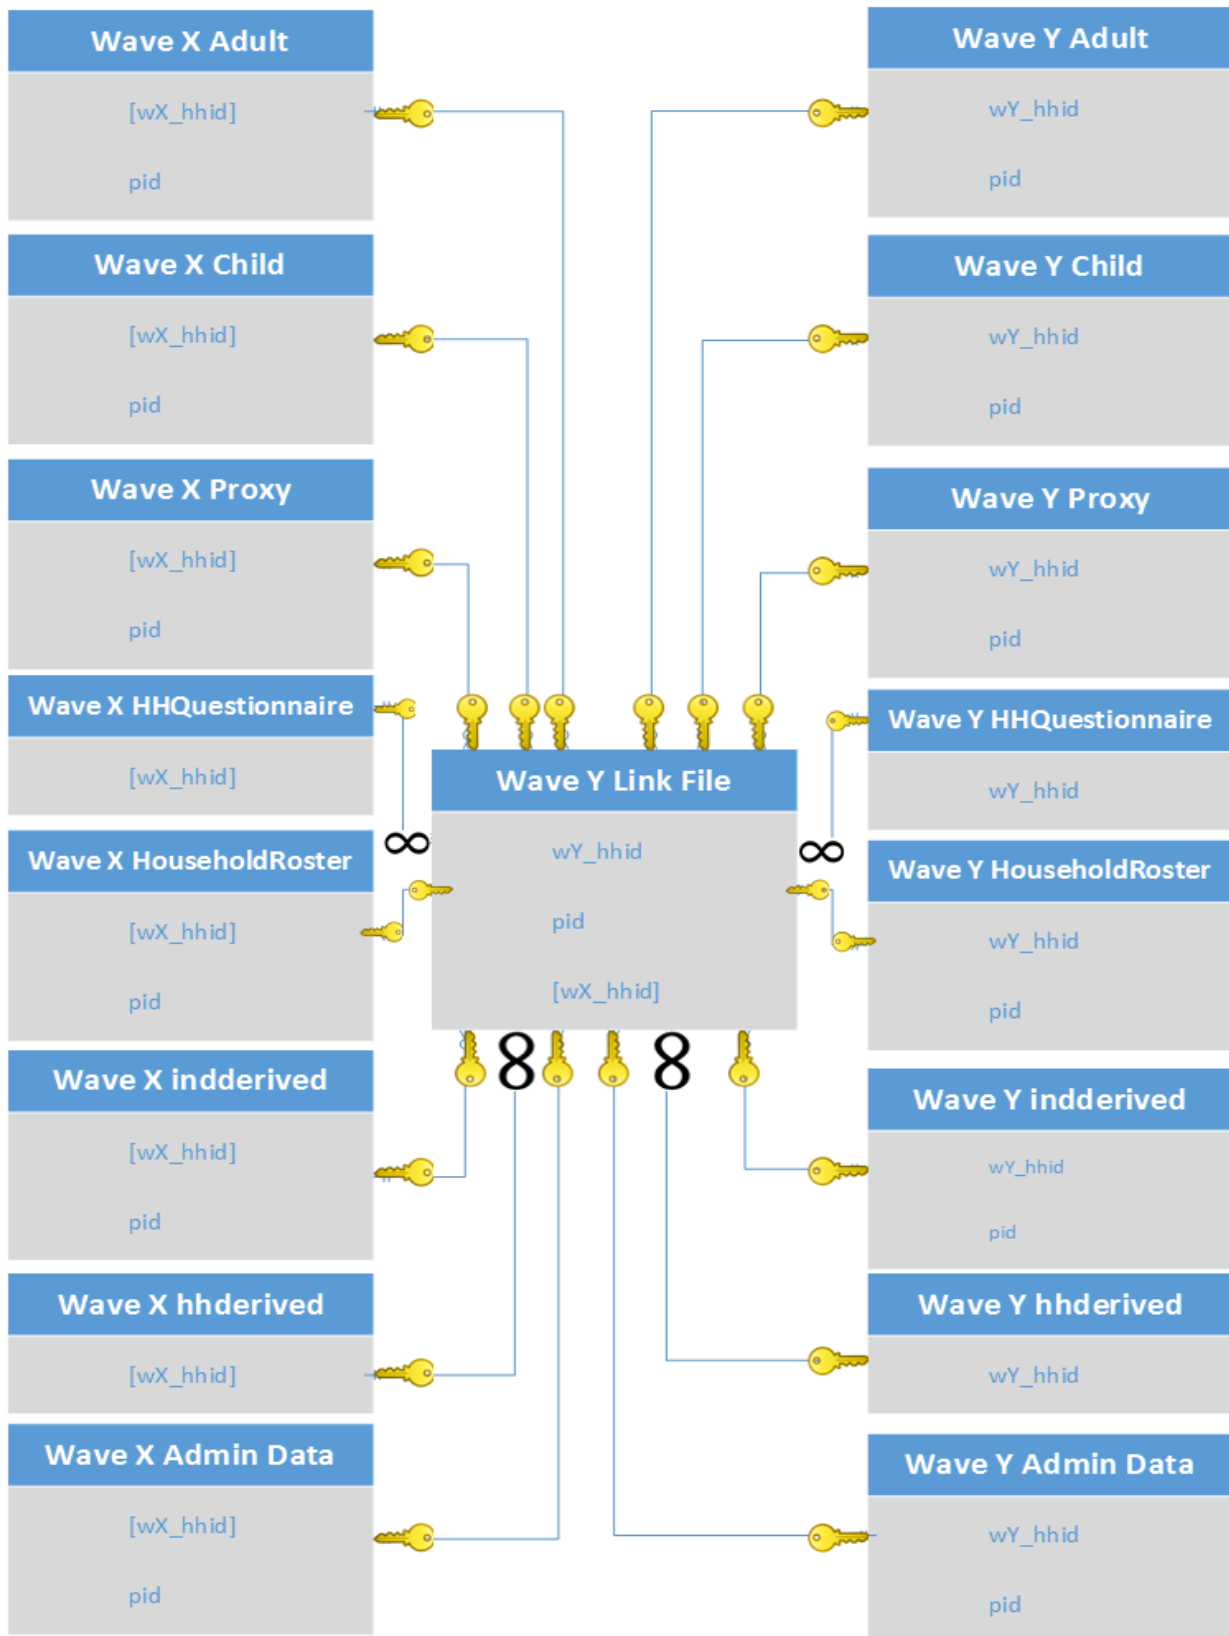 Wave X Adult
[wX_hhid]
pid
Wave X Child
[wX_hhid]
pid
Wave X Proxy
[wX_hhid]
pid
Wave X HHQuestionnaire
[wX_hhid]
Wave X HouseholdRoster
[wX_hhid]
pid
Wave X indderived
[wX_hhid]
pid
Wave X hhderived
[wX_hhid]
Wave X Admin Data
[wX_hhid]
pid
∞
Wave Y Link File
wY_hhid
pid
[wX_hhid]
∞
8
8
Wave Y Adult
wY_hhid
pid
Wave Y Child
wY_hhid
pid
Wave Y Proxy
wY_hhid
pid
Wave Y HHQuestionnaire
wY_hhid
Wave Y HouseholdRoster
wY_hhid
pid
Wave Y indderived
wY_hhid
pid
Wave Y hhderived
wY_hhid
Wave Y Admin Data
wY_hhid
pid